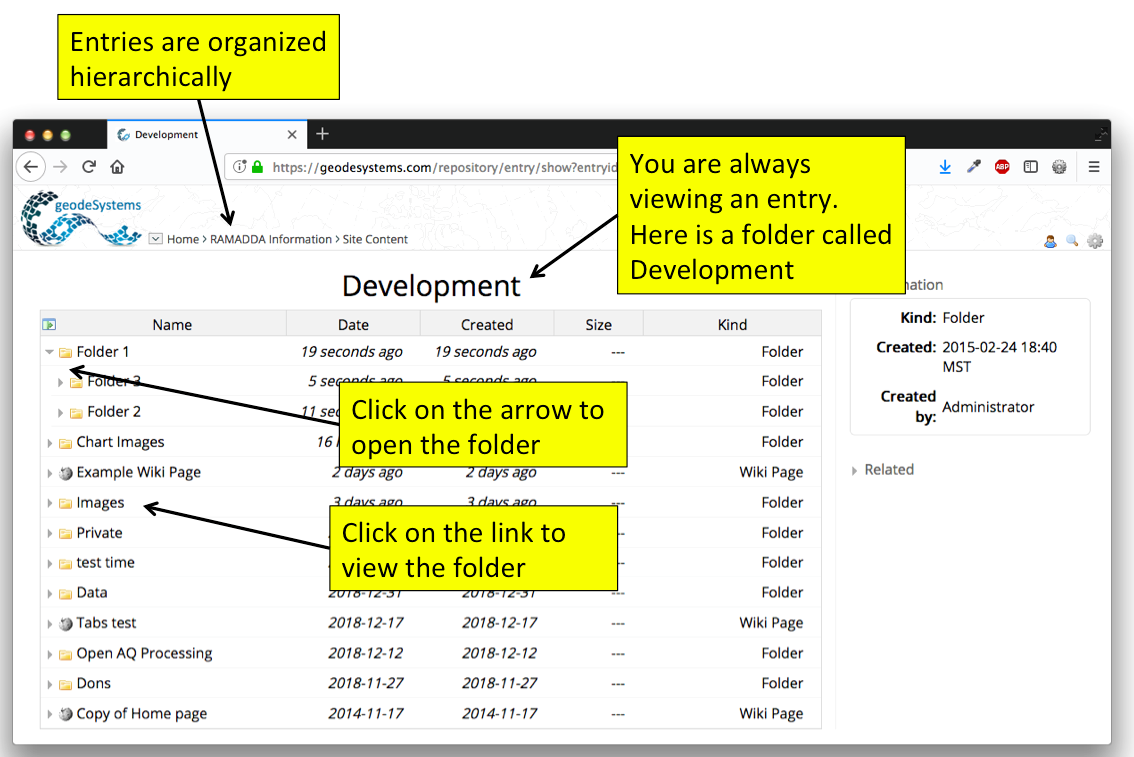 Entries are organized
hierarchically
Development
https://geodesystems.com/repository/entry/show?entryid
ABP
You are always
viewing an entry.
Here is a folder called
Development
geodeSystems
Home > RAMADDA Information > Site Content
Development
Name Date Created Size Kind
Folder 1 19 seconds ago 19 seconds ago --- Folder
Folder 3 5 seconds ago 5 seconds ago --- Folder
Folder 2 Folder
Click on the arrow to
open the folder
Chart Images 16 Folder
Example Wiki Page 2 days ago 2 days ago --- Wiki Page
Images 3 days ago 3 days ago --- Folder
Click on the link to
view the folder
Private Folder
test time Folder
Data 2018-12-31 2018-12-31 --- Folder
Tabs test 2018-12-17 2018-12-17 --- Wiki Page
Open AQ Processing 2018-12-12 2018-12-12 --- Folder
Dons 2018-11-27 2018-11-27 --- Folder
Copy of Home page 2014-11-17 2014-11-17 --- Wiki Page
Kind: Folder
Created: 2015-02-24 18:40
MST
Created
by: Administrator
Related